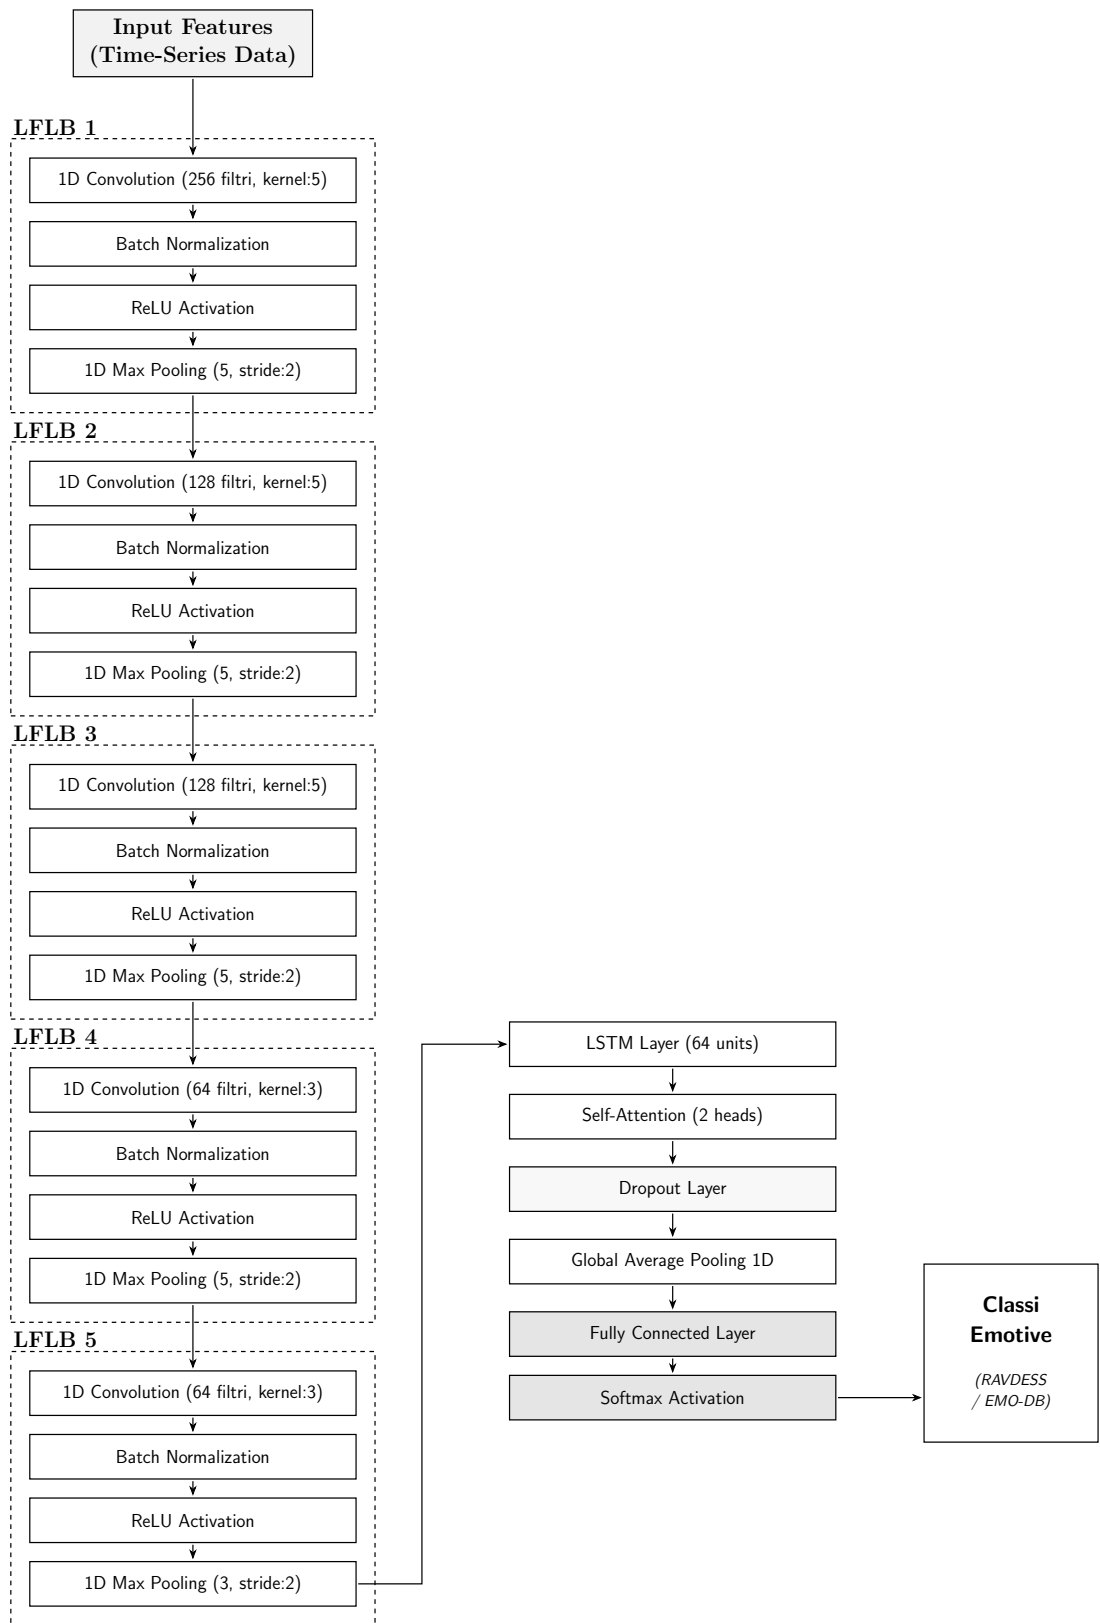 Input Features
(Time-Series Data)
LFLB 1
1D Convolution (256 filtri, kernel:5)
Batch Normalization
ReLU Activation
1D Max Pooling (5, stride:2)
LFLB 2
1D Convolution (128 filtri, kernel:5)
Batch Normalization
ReLU Activation
1D Max Pooling (5, stride:2)
LFLB 3
1D Convolution (128 filtri, kernel:5)
Batch Normalization
ReLU Activation
1D Max Pooling (5, stride:2)
LFLB 4
1D Convolution (64 filtri, kernel:3)
Batch Normalization
ReLU Activation
1D Max Pooling (5, stride:2)
LFLB 5
1D Convolution (64 filtri, kernel:3)
Batch Normalization
ReLU Activation
1D Max Pooling (3, stride:2)
LSTM Layer (64 units)
Self-Attention (2 heads)
Dropout Layer
Global Average Pooling 1D
Fully Connected Layer
Softmax Activation
Classi
Emotive
(RAVDESS
/ EMO-DB)